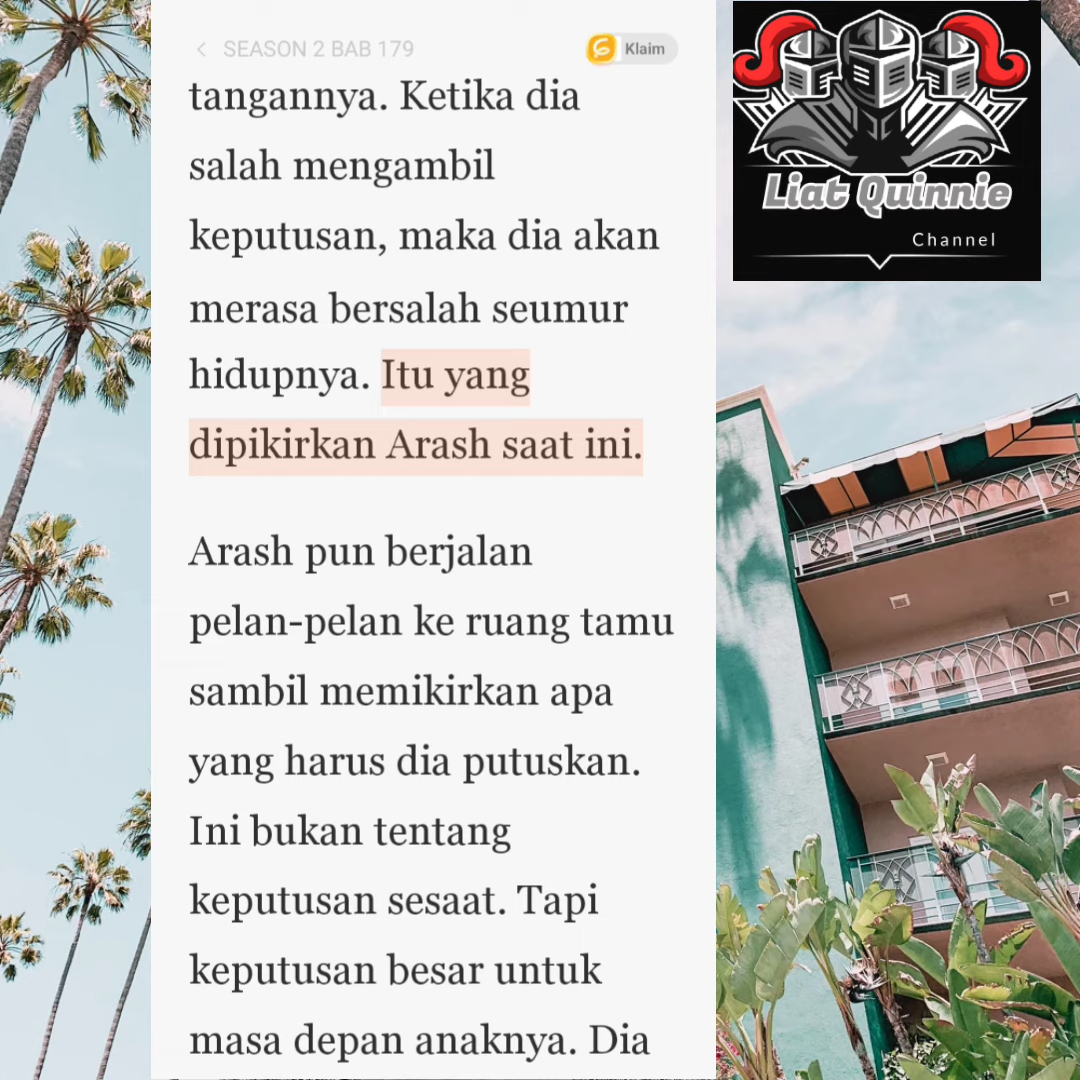 SEASON 2 BAB 179
Klaim
tangannya. Ketika dia
salah mengambil
keputusan, maka dia akan
merasa bersalah seumur
hidupnya. Itu yang
dipikirkan Arash saat ini.
Arash pun berjalan
pelan-pelan ke ruang tamu
sambil memikirkan apa
yang harus dia putuskan.
Ini bukan tentang
keputusan sesaat. Tapi
keputusan besar untuk
masa depan anaknya. Dia
Liat Quinnie
Channel